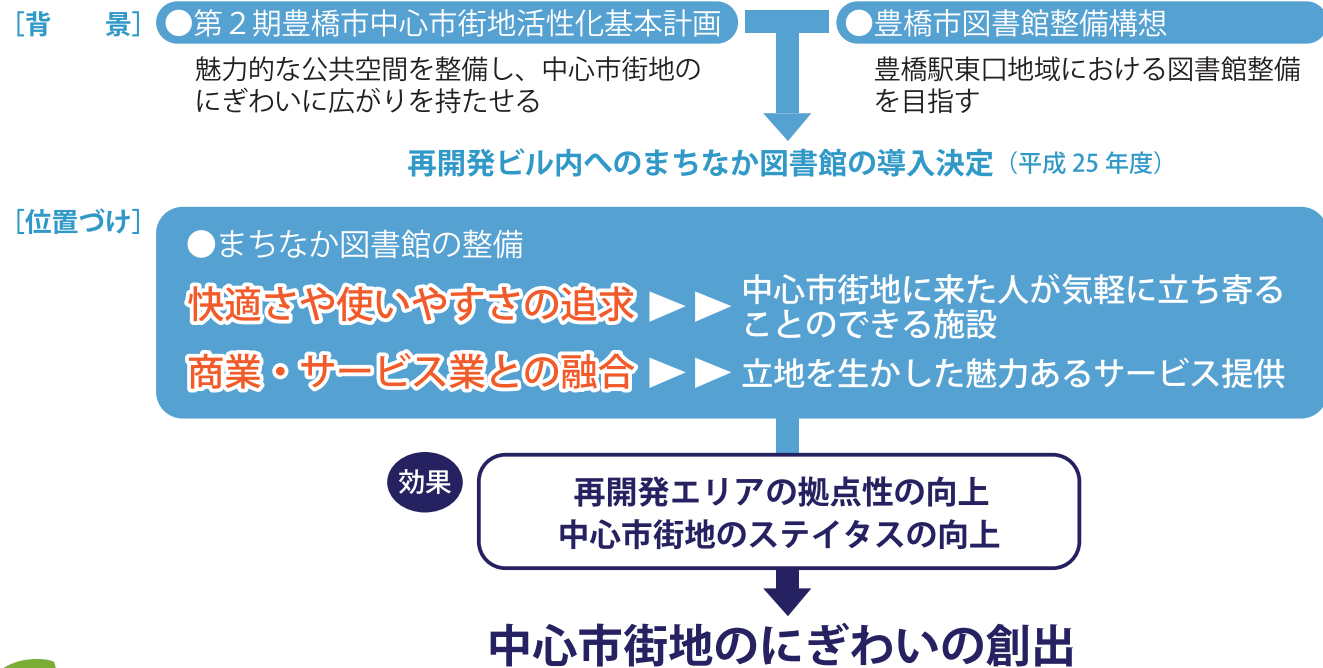 [背　景]
●第２期豊橋市中心市街地活性化基本計画
魅力的な公共空間を整備し、中心市街地の
にぎわいに広がりを持たせる
●豊橋市図書館整備構想
豊橋駅東口地域における図書館整備
を目指す
再開発ビル内へのまちなか図書館の導入決定（平成 25 年度）
[位置づけ]
●まちなか図書館の整備
快適さや使いやすさの追求 ▶▶ 中心市街地に来た人が気軽に立ち寄る
ことのできる施設
商業・サービス業との融合 ▶▶ 立地を生かした魅力あるサービス提供
効果
再開発エリアの拠点性の向上
中心市街地のステイタスの向上
中心市街地のにぎわいの創出